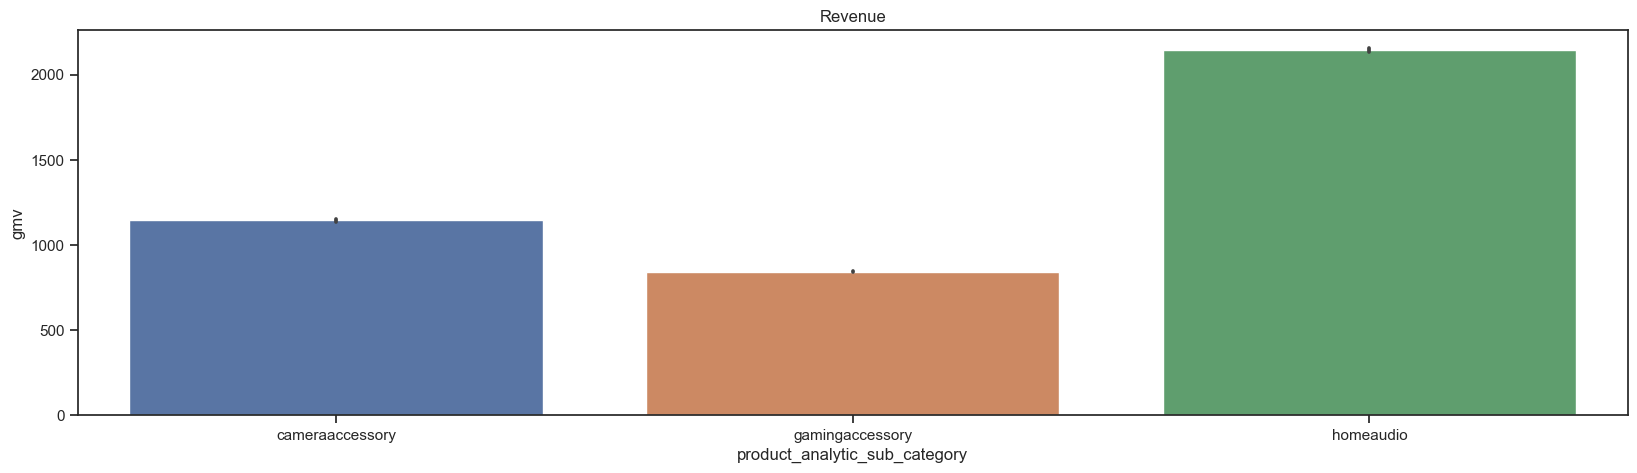 Revenue
2000
1500
1000
500
0
gmv
cameraaccessory gamingaccessory homeaudio
product_analytic_sub_category